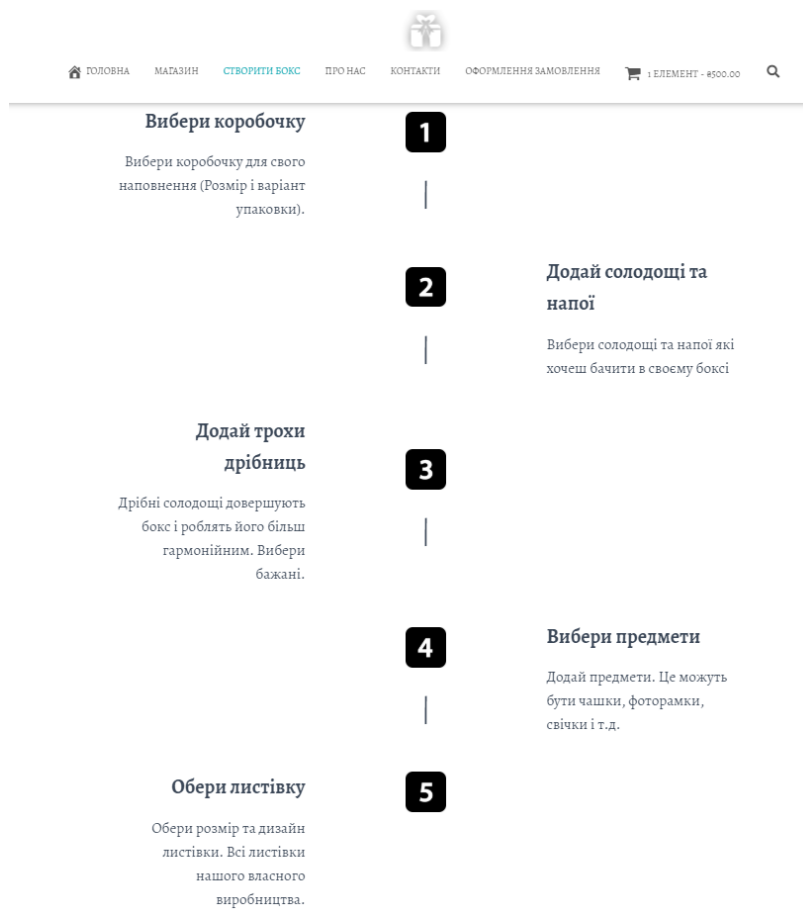 ГОЛОВНА МАГАЗИН СТВОРИТИ БОКС ПРО НАС КОНТАКТИ ОФОРМЛЕННЯ ЗАМОВЛЕННЯ 1 ЕЛЕМЕНТ - ₴500.00
Вибери коробочку
1
Вибери коробочку для свого
наповнення (Розмір і варіант
упаковки).
2
Додай солодощі та
напої
Вибери солодощі та напої які
хочеш бачити в своєму боксі
Додай трохи
дрібниць
3
Дрібні солодощі довершують
бокс і роблять його більш
гармонійним. Вибери
бажані.
4
Вибери предмети
Додай предмети. Це можуть
бути чашки, фоторамки,
свічки і т.д.
Обери листівку
5
Обери розмір та дизайн
листівки. Всі листівки
нашого власного
виробництва.